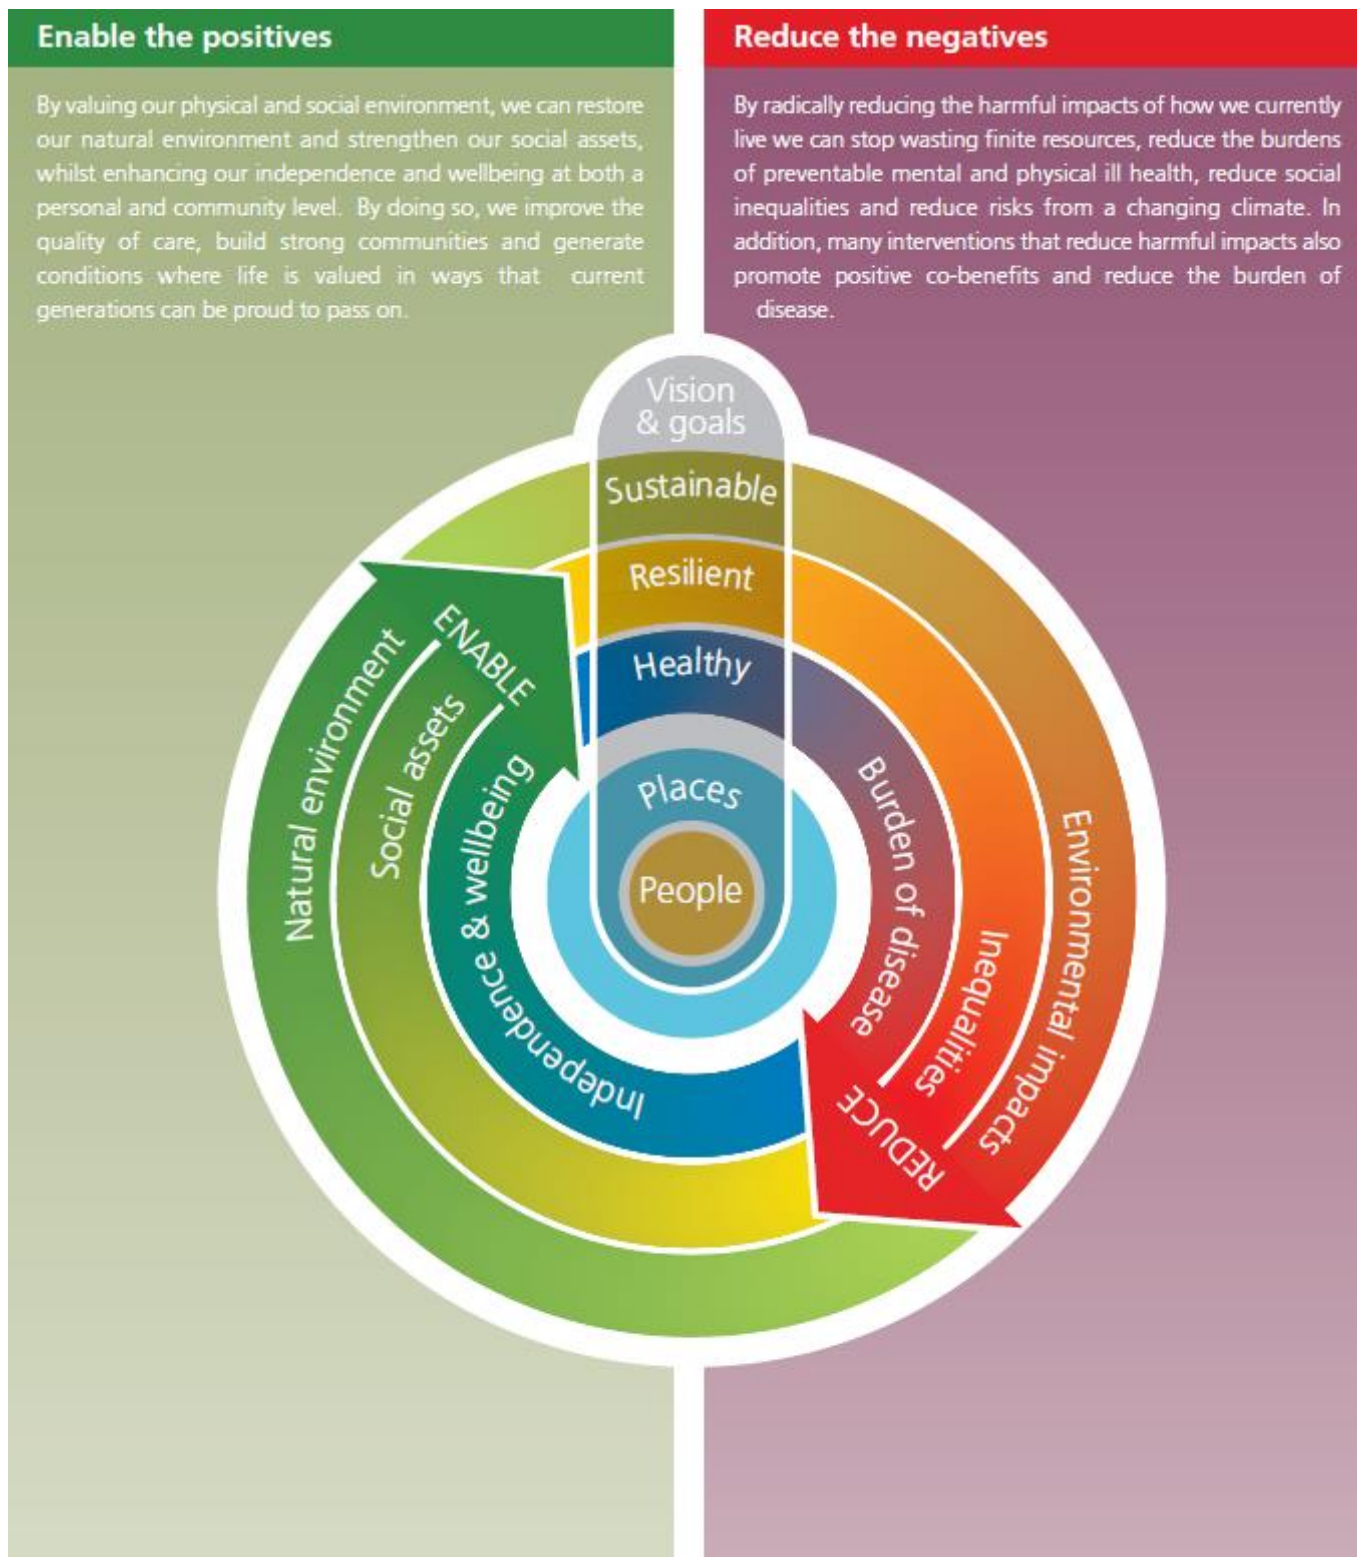 Enable the positives
By valuing our physical and social environment, we can restore
our natural environment and strengthen our social assets,
whilst enhancing our independence and wellbeing at both a
personal and community level. By doing so, we improve the
quality of care, build strong communities and generate
conditions where life is valued in ways that current
generations can be proud to pass on.
Reduce the negatives
By radically reducing the harmful impacts of how we currently
live we can stop wasting finite resources, reduce the burdens
of preventable mental and physical ill health, reduce social
inequalities and reduce risks from a changing climate. In
addition, many interventions that reduce harmful impacts also
promote positive co-benefits and reduce the burden of
disease.
Vision
& goals
Sustainable
Resilient
Healthy
Places
People
ENABLE
Natural environment
Social assets
Independence & wellbeing
Burden of disease
Inequalities
Environmental impacts
REDUCE